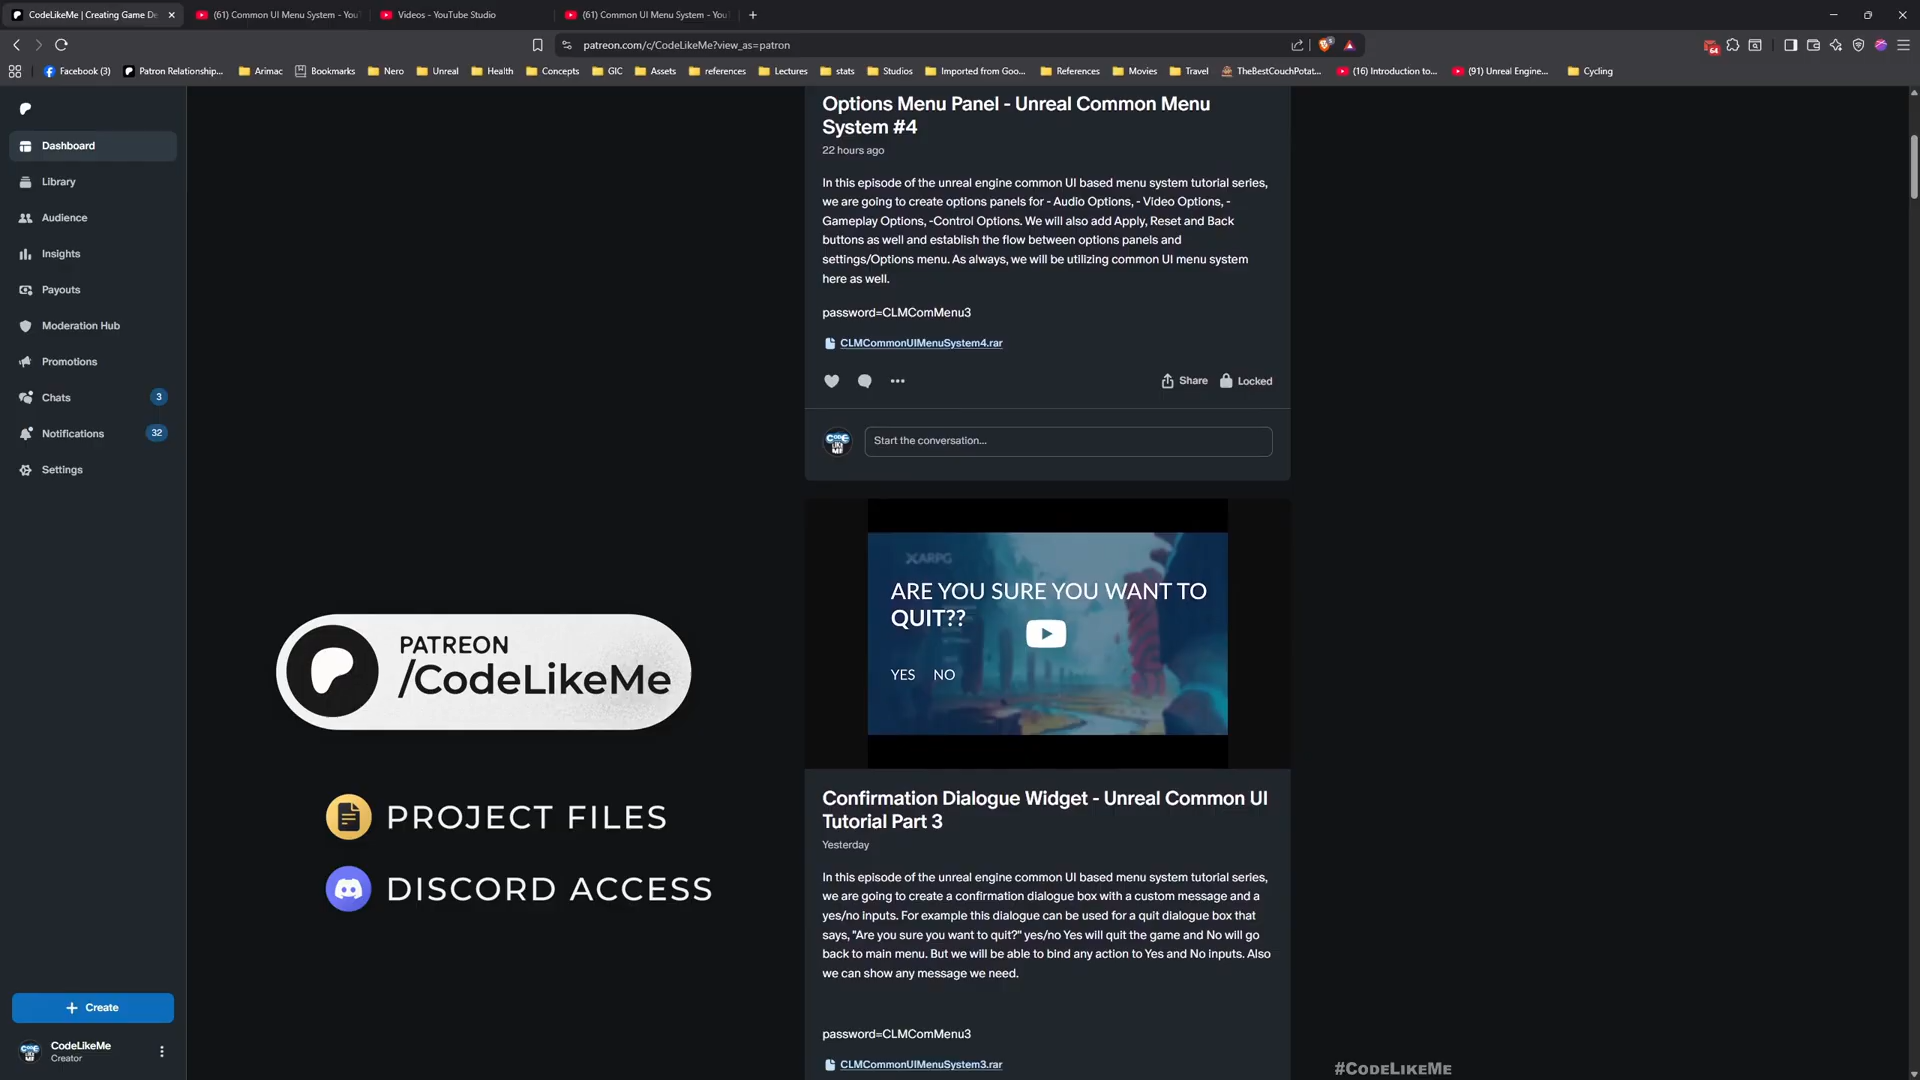 CodeLikeMe | Creating Game De
(61) Common UI Menu System - You
Videos - YouTube Studio
(61) Common UI Menu System - You
patreon.com/c/CodeLikeMe?view_as=patron
5
64
Facebook (3)
Patron Relationship...
Arimac
Bookmarks
Nero
Unreal
Health
Concepts
GIC
Assets
references
Lectures
stats
Studios
Imported from Goo...
References
Movies
Travel
TheBestCouchPotat...
(16) Introduction to...
(91) Unreal Engine...
Cycling
Dashboard
Library
Audience
Insights
Payouts
Moderation Hub
Promotions
Chats
3
Notifications
32
Settings
Create
CodeLikeMe
Creator
Options Menu Panel - Unreal Common Menu
System #4
22 hours ago
In this episode of the unreal engine common UI based menu system tutorial series,
we are going to create options panels for - Audio Options, - Video Options, -
Gameplay Options, -Control Options. We will also add Apply, Reset and Back
buttons as well and establish the flow between options panels and
settings/Options menu. As always, we will be utilizing common UI menu system
here as well.
password=CLMComMenu3
CLMCommonUIMenuSystem4.rar
Share
Locked
CODE
LIKE
ME
Start the conversation...
XARPG
ARE YOU SURE YOU WANT TO
QUIT??
YES NO
Confirmation Dialogue Widget - Unreal Common UI
Tutorial Part 3
Yesterday
In this episode of the unreal engine common UI based menu system tutorial series,
we are going to create a confirmation dialogue box with a custom message and a
yes/no inputs. For example this dialogue can be used for a quit dialogue box that
says, "Are you sure you want to quit?" yes/no Yes will quit the game and No will go
back to main menu. But we will be able to bind any action to Yes and No inputs. Also
we can show any message we need.
password=CLMComMenu3
CLMCommonUIMenuSystem3.rar
PATREON
/CodeLikeMe
PROJECT FILES
DISCORD ACCESS
#CODELIKEME